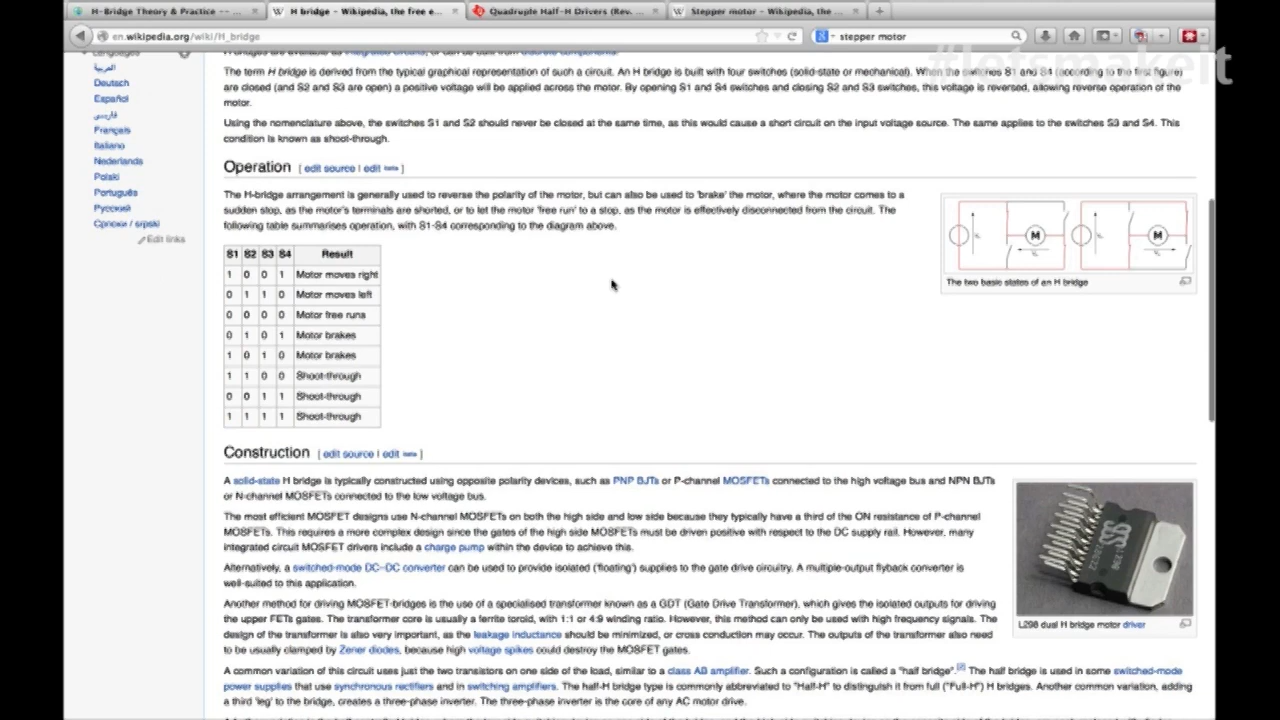 H-Bridge Theory & Practice -- ...
H bridge - Wikipedia, the free e...
Quadruple Half-H Drivers (Rev. ...
Stepper motor - Wikipedia, the ...
en.wikipedia.org/wiki/H_bridge
stepper motor
#letsmakeit
Languages
العربية
Deutsch
Español
فارسی
Français
Italiano
Nederlands
Polski
Português
Русский
Српски / srpski
Edit links
The term H bridge is derived from the typical graphical representation of such a circuit. An H bridge is built with four switches (solid-state or mechanical). When the switches S1 and S4 (according to the first figure)
are closed (and S2 and S3 are open) a positive voltage will be applied across the motor. By opening S1 and S4 switches and closing S2 and S3 switches, this voltage is reversed, allowing reverse operation of the
motor.
Using the nomenclature above, the switches S1 and S2 should never be closed at the same time, as this would cause a short circuit on the input voltage source. The same applies to the switches S3 and S4. This
condition is known as shoot-through.
Operation [ edit source | edit beta ]
The H-bridge arrangement is generally used to reverse the polarity of the motor, but can also be used to 'brake' the motor, where the motor comes to a
sudden stop, as the motor's terminals are shorted, or to let the motor 'free run' to a stop, as the motor is effectively disconnected from the circuit. The
following table summarises operation, with S1-S4 corresponding to the diagram above.
S1 S2 S3 S4 Result
1 0 0 1 Motor moves right
0 1 1 0 Motor moves left
0 0 0 0 Motor free runs
0 1 0 1 Motor brakes
1 0 1 0 Motor brakes
1 1 0 0 Shoot-through
0 0 1 1 Shoot-through
1 1 1 1 Shoot-through
M
M
The two basic states of an H bridge
Construction [ edit source | edit beta ]
A solid-state H bridge is typically constructed using opposite polarity devices, such as PNP BJTs or P-channel MOSFETs connected to the high voltage bus and NPN BJTs
or N-channel MOSFETs connected to the low voltage bus.
The most efficient MOSFET designs use N-channel MOSFETs on both the high side and low side because they typically have a third of the ON resistance of P-channel
MOSFETs. This requires a more complex design since the gates of the high side MOSFETs must be driven positive with respect to the DC supply rail. However, many
integrated circuit MOSFET drivers include a charge pump within the device to achieve this.
Alternatively, a switched-mode DC–DC converter can be used to provide isolated ('floating') supplies to the gate drive circuitry. A multiple-output flyback converter is
well-suited to this application.
Another method for driving MOSFET-bridges is the use of a specialised transformer known as a GDT (Gate Drive Transformer), which gives the isolated outputs for driving
the upper FETs gates. The transformer core is usually a ferrite toroid, with 1:1 or 4:9 winding ratio. However, this method can only be used with high frequency signals. The
design of the transformer is also very important, as the leakage inductance should be minimized, or cross conduction may occur. The outputs of the transformer also need
to be usually clamped by Zener diodes, because high voltage spikes could destroy the MOSFET gates.
L298 dual H bridge motor driver
A common variation of this circuit uses just the two transistors on one side of the load, similar to a class AB amplifier. Such a configuration is called a "half bridge".[2] The half bridge is used in some switched-mode
power supplies that use synchronous rectifiers and in switching amplifiers. The half-H bridge type is commonly abbreviated to "Half-H" to distinguish it from full ("Full-H") H bridges. Another common variation, adding
a third 'leg' to the bridge, creates a three-phase inverter. The three-phase inverter is the core of any AC motor drive.